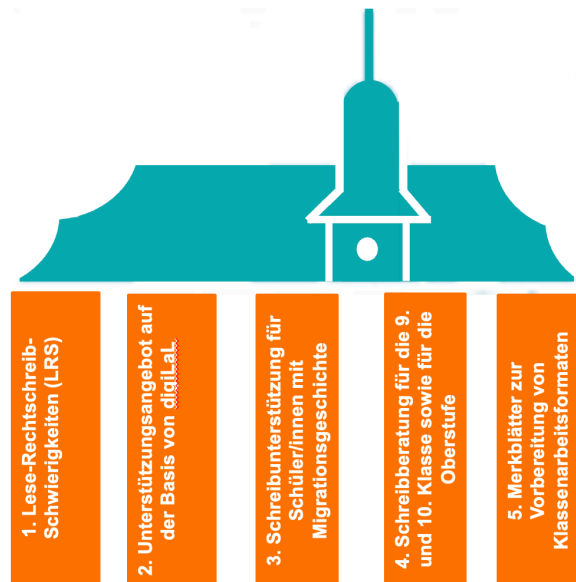 1. Lese-Rechtschreib-
Schwierigkeiten (LRS)
2. Unterstützungsangebot auf
der Basis von digiLaL
3. Schreibunterstützung für
Schüler/innen mit
Migrationsgeschichte
4. Schreibberatung für die 9.
und 10. Klasse sowie für die
Oberstufe
5. Merkblätter zur
Vorbereitung von
Klassenarbeitsformaten